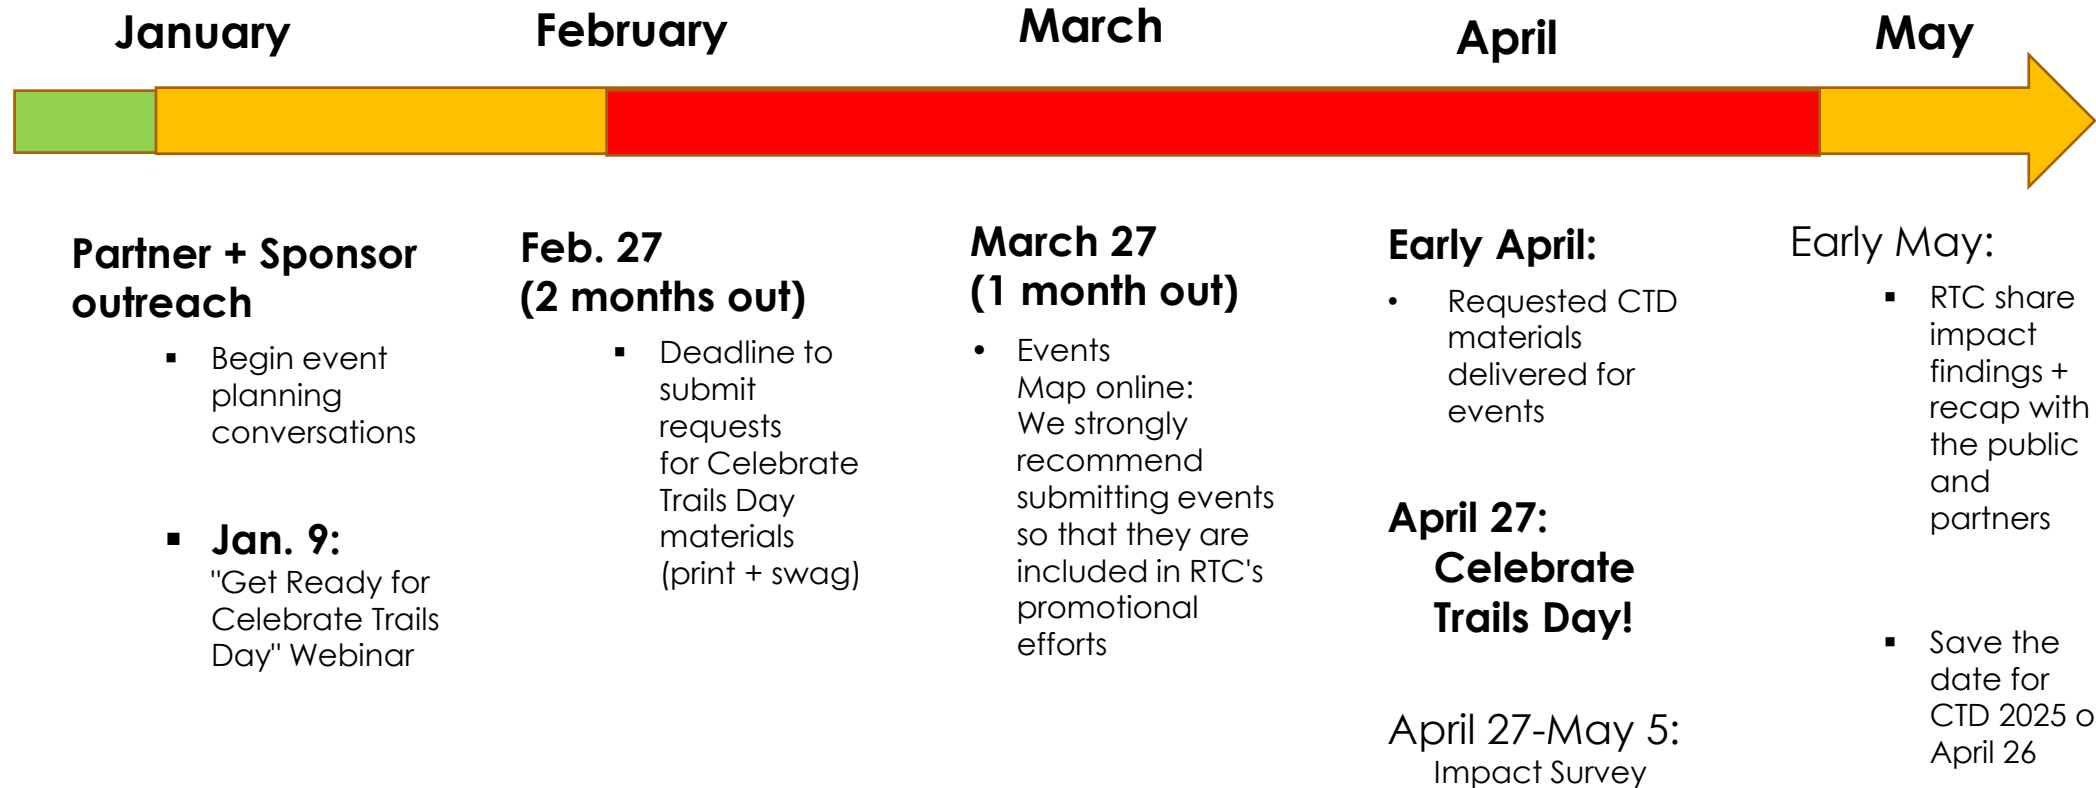 January
February
March
April
May
Partner + Sponsor
outreach
▪ Begin event
planning
conversations
▪ Jan. 9:
"Get Ready for
Celebrate Trails
Day" Webinar
Feb. 27
(2 months out)
▪ Deadline to
submit
requests
for Celebrate
Trails Day
materials
(print + swag)
March 27
(1 month out)
• Events
Map online:
We strongly
recommend
submitting events
so that they are
included in RTC's
promotional
efforts
Early April:
• Requested CTD
materials
delivered for
events
April 27:
Celebrate
Trails Day!
April 27-May 5:
Impact Survey
Early May:
▪ RTC share
impact
findings +
recap with
the public
and
partners
▪ Save the
date for
CTD 2025 o
April 26